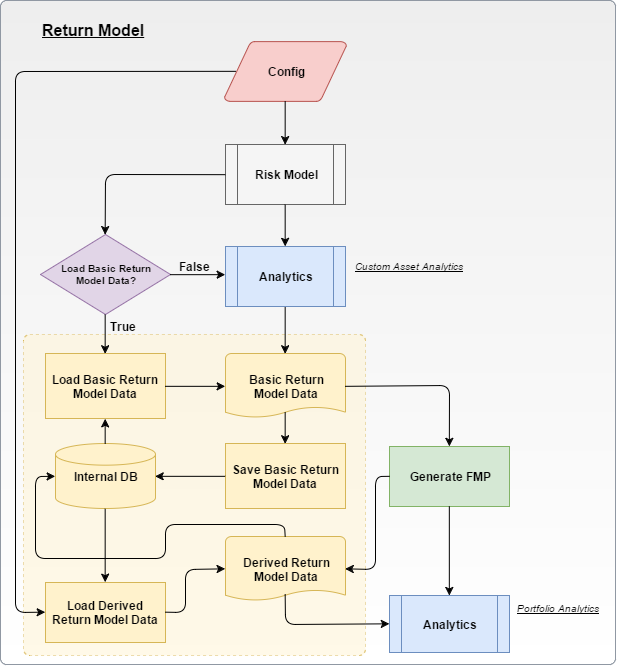 Return Model
Config
Risk Model
Load Basic Return
Model Data?
False
Analytics
Custom Asset Analytics
True
Load Basic Return
Model Data
Basic Return
Model Data
Internal DB
Save Basic Return
Model Data
Generate FMP
Derived Return
Model Data
Load Derived
Return Model Data
Analytics
Portfolio Analytics